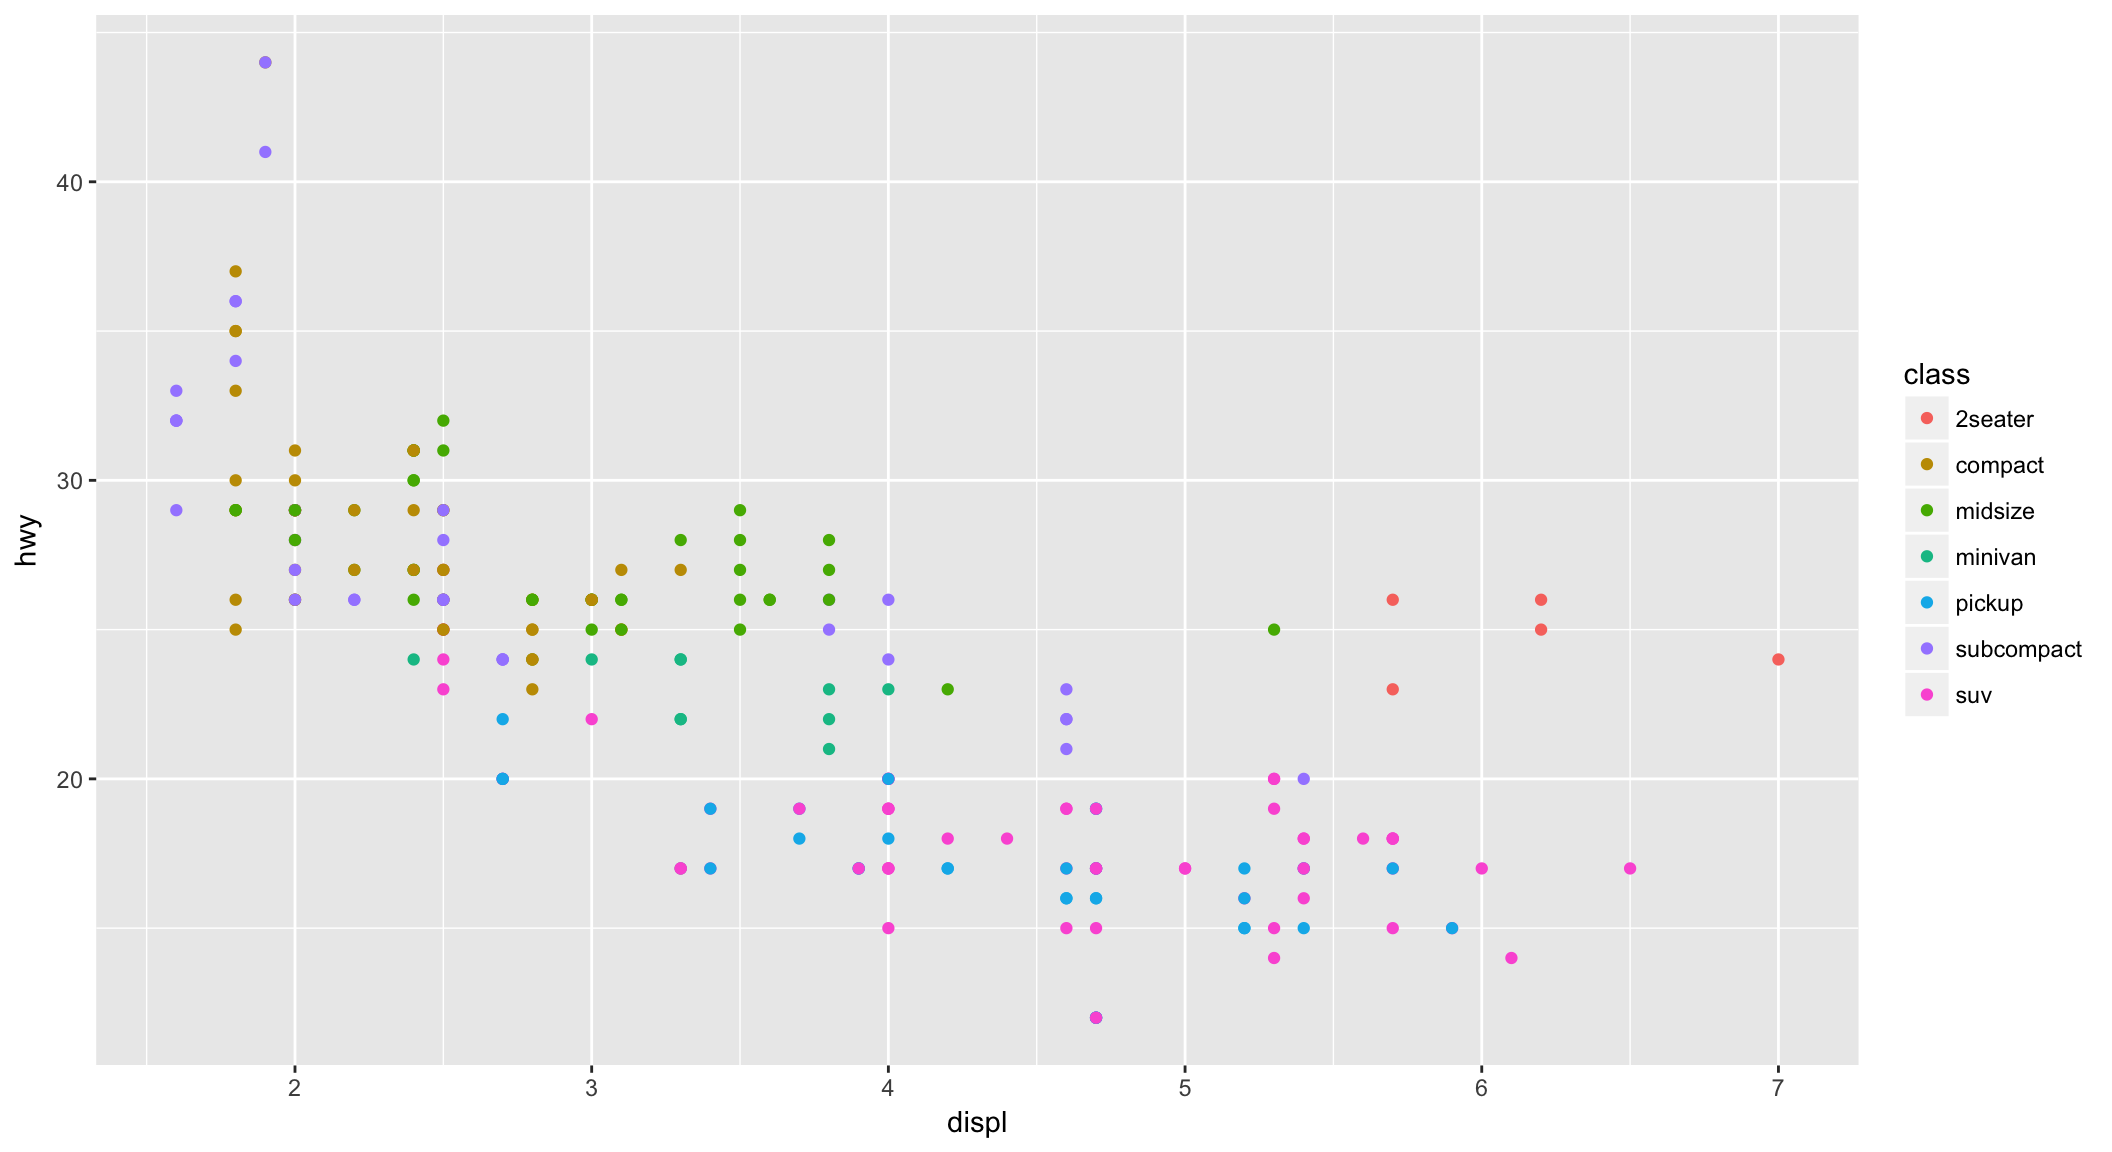 hwy
40
30
20
2 3 4 5 6 7
displ
class
2seater
compact
midsize
minivan
pickup
subcompact
suv